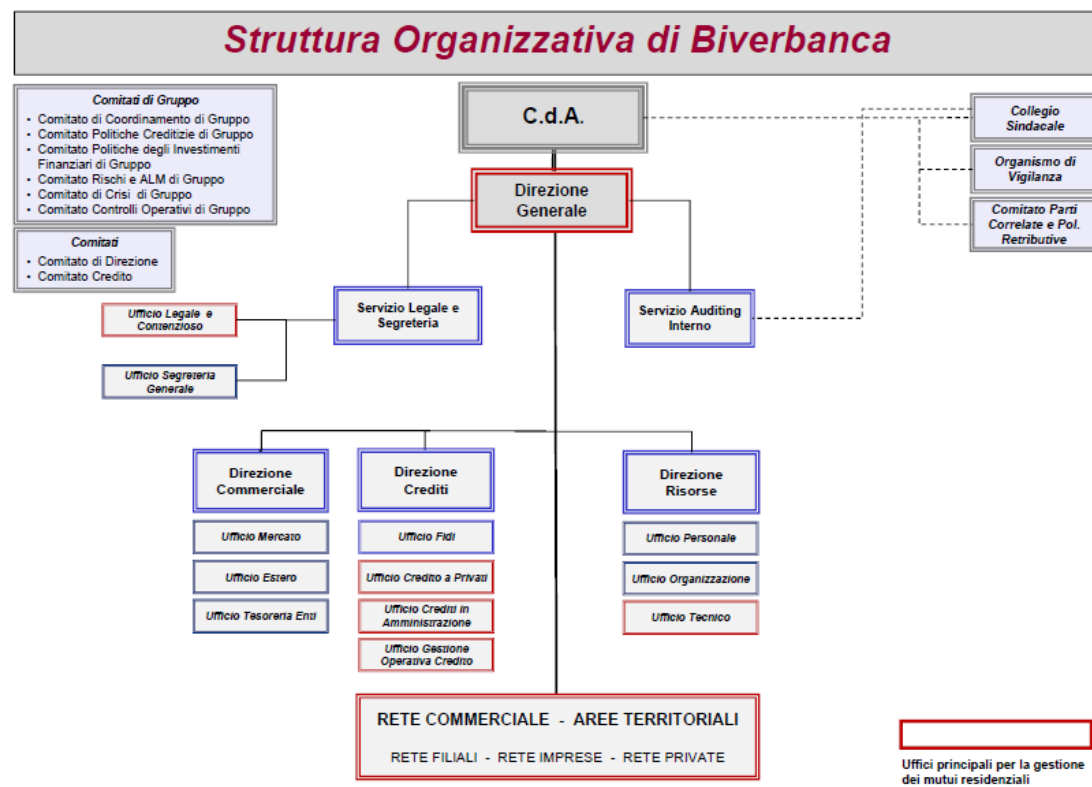 Struttura Organizzativa di Biverbanca
Comitati di Gruppo
• Comitato di Coordinamento di Gruppo
• Comitato Politiche Creditizie di Gruppo
• Comitato Politiche degli Investimenti
Finanziari di Gruppo
• Comitato Rischi e ALM di Gruppo
• Comitato di Crisi di Gruppo
• Comitato Controlli Operativi di Gruppo
Comitati
• Comitato di Direzione
• Comitato Credito
C.d.A.
Direzione
Generale
Collegio
Sindacale
Organismo di
Vigilanza
Comitato Parti
Correlate e Pol.
Retributive
Servizio Legale e
Segreteria
Servizio Auditing
Interno
Ufficio Legale e
Contenzioso
Ufficio Segreteria
Generale
Direzione
Commerciale
Ufficio Mercato
Ufficio Estero
Ufficio Tesoreria Enti
Direzione
Crediti
Ufficio Fidi
Ufficio Credito a Privati
Ufficio Crediti in
Amministrazione
Ufficio Gestione
Operativa Credito
Direzione
Risorse
Ufficio Personale
Ufficio Organizzazione
Ufficio Tecnico
RETE COMMERCIALE - AREE TERRITORIALI
RETE FILIALI - RETE IMPRESE - RETE PRIVATE
Uffici principali per la gestione
dei mutui residenziali